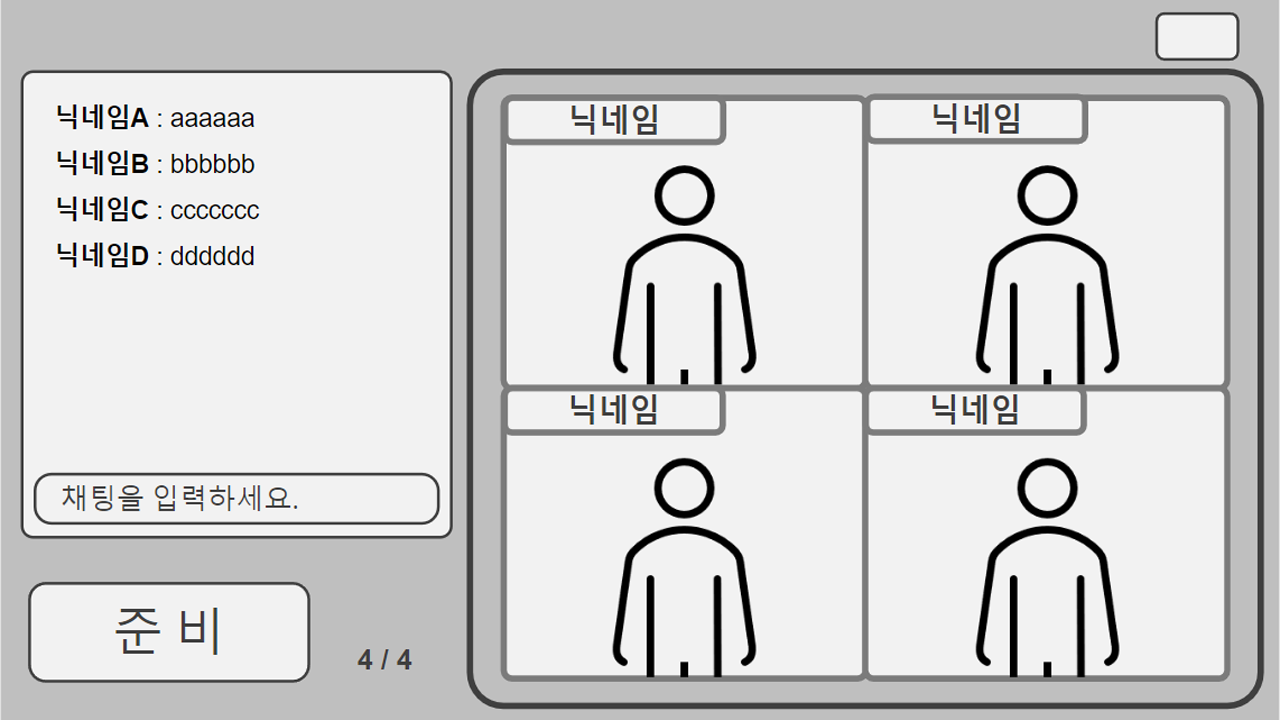 닉네임A : aaaaaa
닉네임B : bbbbbb
닉네임C : ccccccc
닉네임D : dddddd
채팅을 입력하세요.
준 비
4 / 4
닉네임
닉네임
닉네임
닉네임